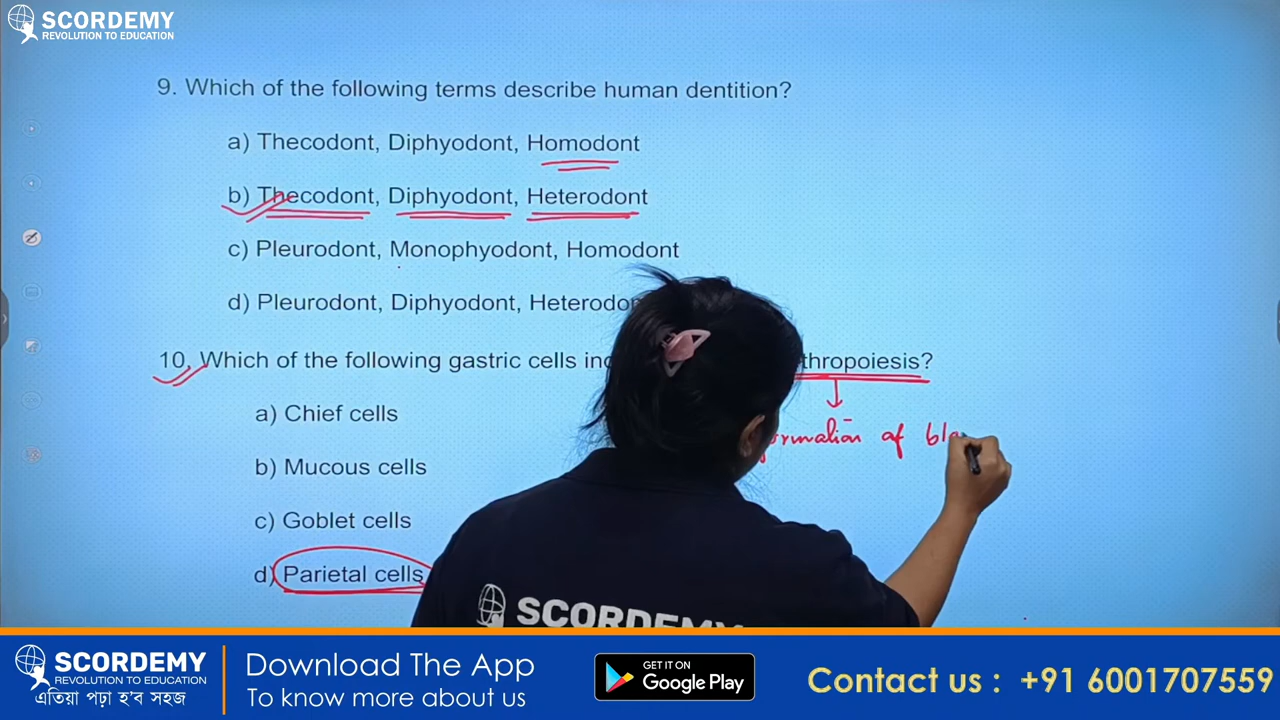 SCORDEMY
REVOLUTION TO EDUCATION
9. Which of the following terms describe human dentition?
a) Thecodont, Diphyodont, Homodont
b) Thecodont, Diphyodont, Heterodont
c) Pleurodont, Monophyodont, Homodont
d) Pleurodont, Diphyodont,
10. Which of the following gastric cells
a) Chief cells
formation of
b) Mucous cells
c) Goblet cells
d) Parietal cells
SCORDEMY
SCORDEMY
REVOLUTION TO EDUCATION
এতিয়া পঢ়া হ'ব সহজ
Download The App
To know more about us
GET IT ON
Google Play
Contact us : +91 6001707559